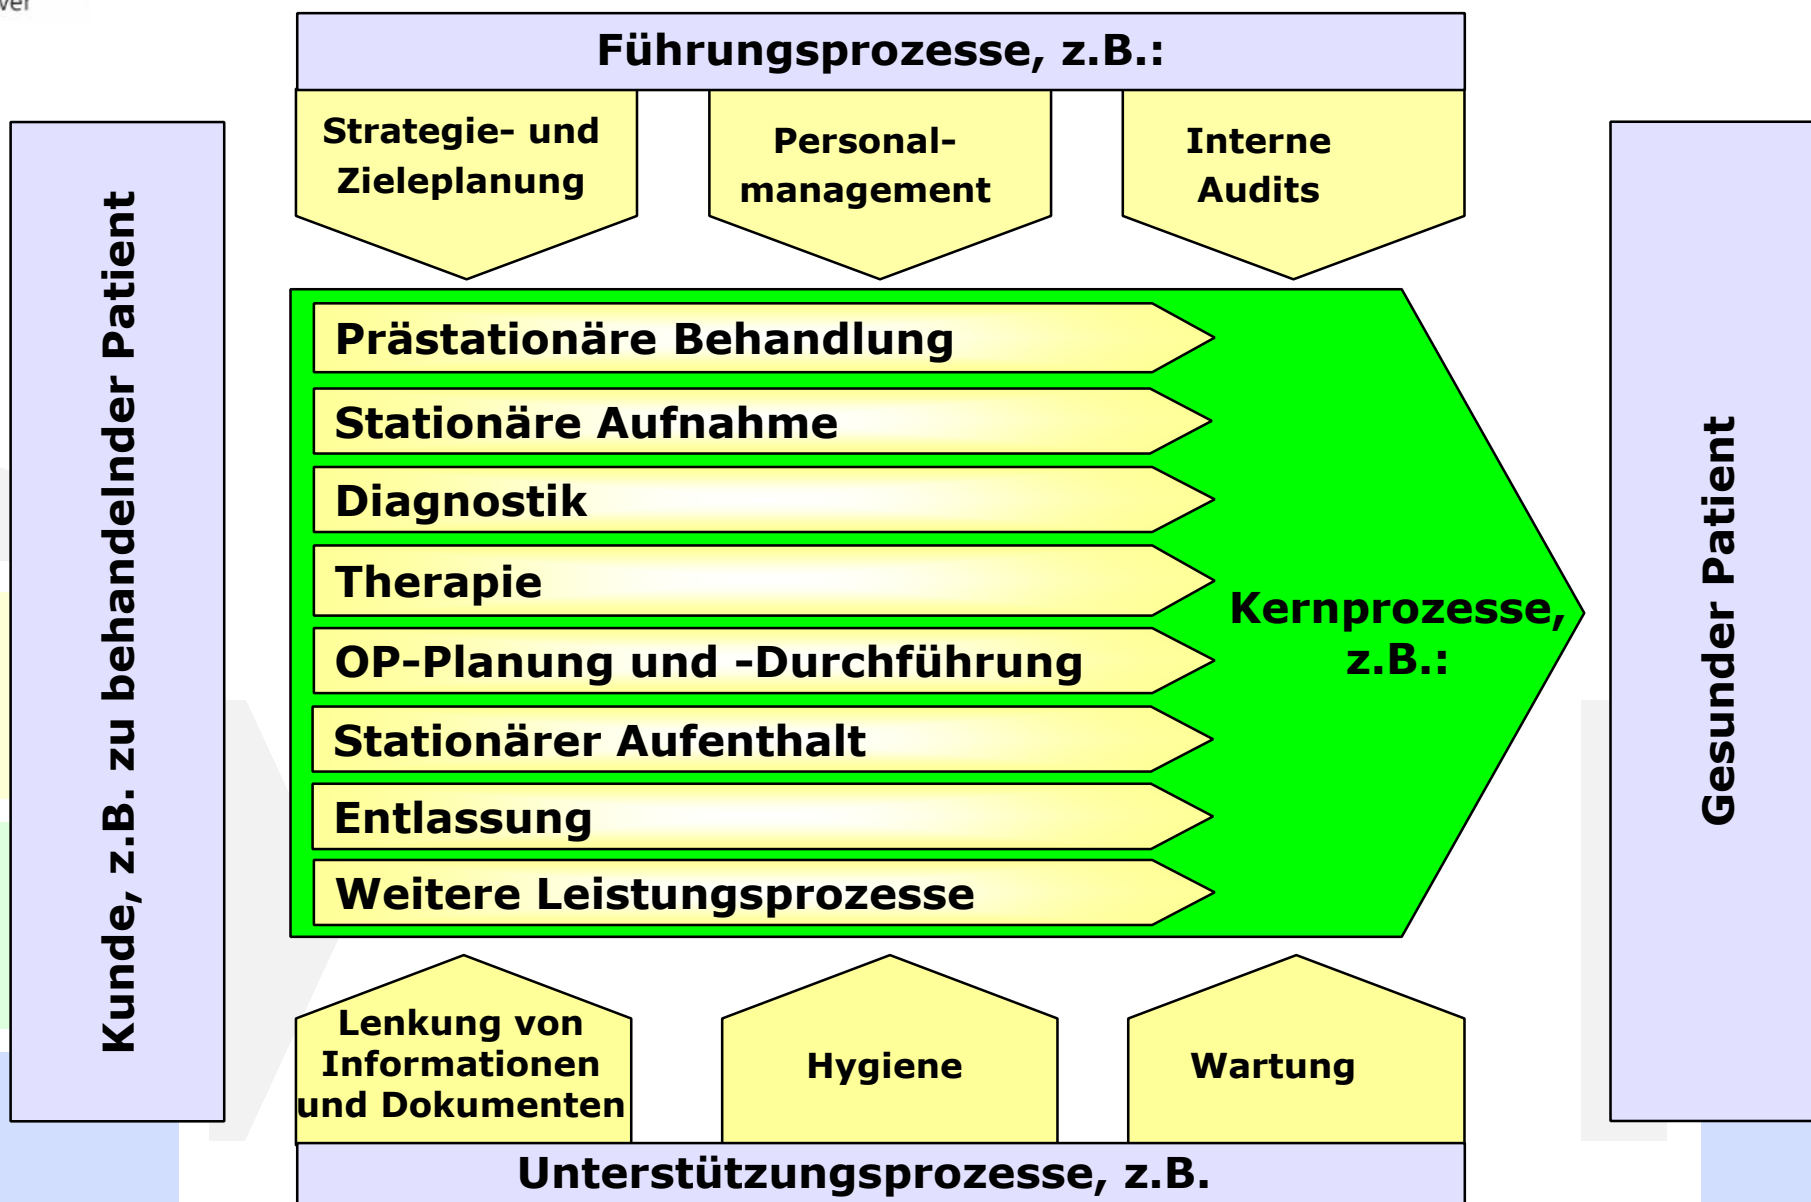 Führungsprozesse, z.B.:
Strategie- und
Zieleplanung
Personal-
management
Interne
Audits
Kunde, z.B. zu behandelnder Patient
Prästationäre Behandlung
Stationäre Aufnahme
Diagnostik
Therapie
OP-Planung und -Durchführung
Stationärer Aufenthalt
Entlassung
Weitere Leistungsprozesse
Kernprozesse,
z.B.:
Gesunder Patient
Lenkung von
Informationen
und Dokumenten
Hygiene
Wartung
Unterstützungsprozesse, z.B.